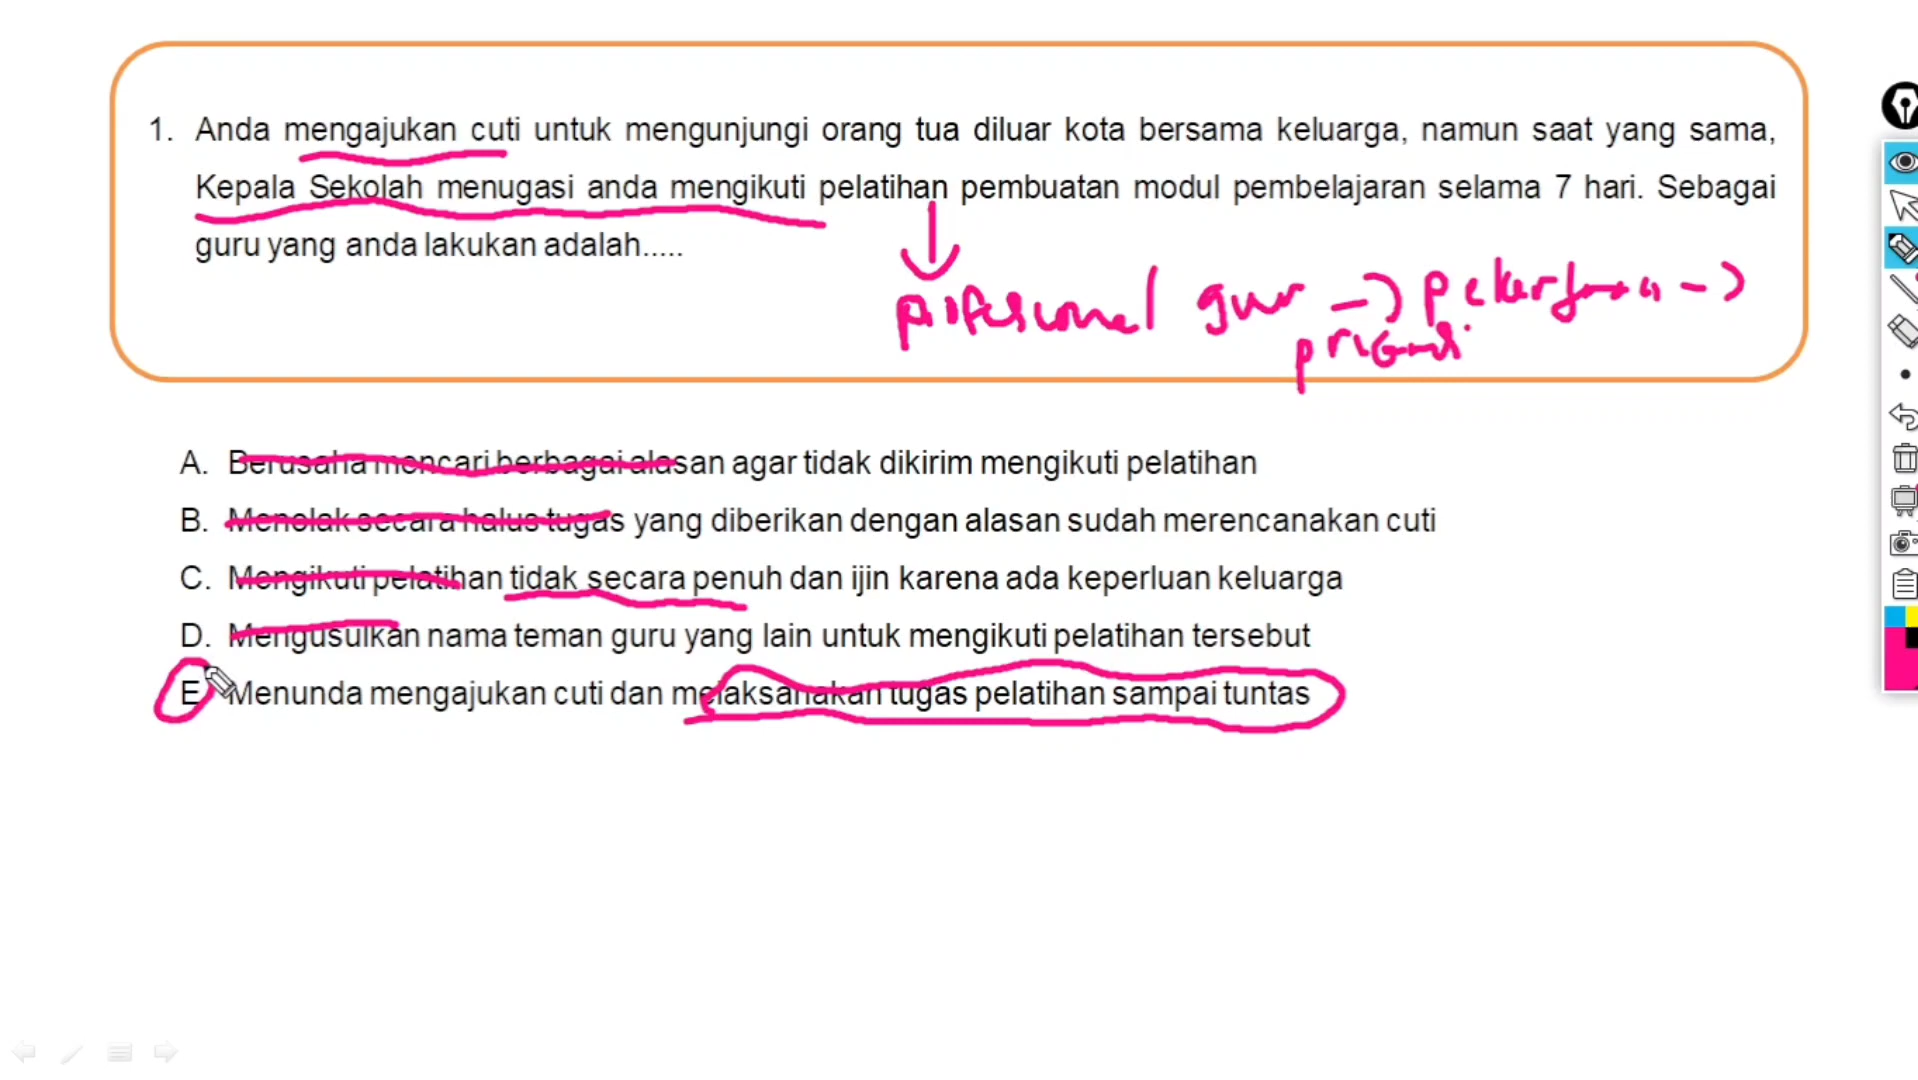 1. Anda mengajukan cuti untuk mengunjungi orang tua diluar kota bersama keluarga, namun saat yang sama,
Kepala Sekolah menugasi anda mengikuti pelatihan pembuatan modul pembelajaran selama 7 hari. Sebagai
guru yang anda lakukan adalah.....
A. Berusaha mencari berbagai alasan agar tidak dikirim mengikuti pelatihan
B. Menolak secara halus tugas yang diberikan dengan alasan sudah merencanakan cuti
C. Mengikuti pelatihan tidak secara penuh dan ijin karena ada keperluan keluarga
D. Mengusulkan nama teman guru yang lain untuk mengikuti pelatihan tersebut
E. Menunda mengajukan cuti dan melaksanakan tugas pelatihan sampai tuntas